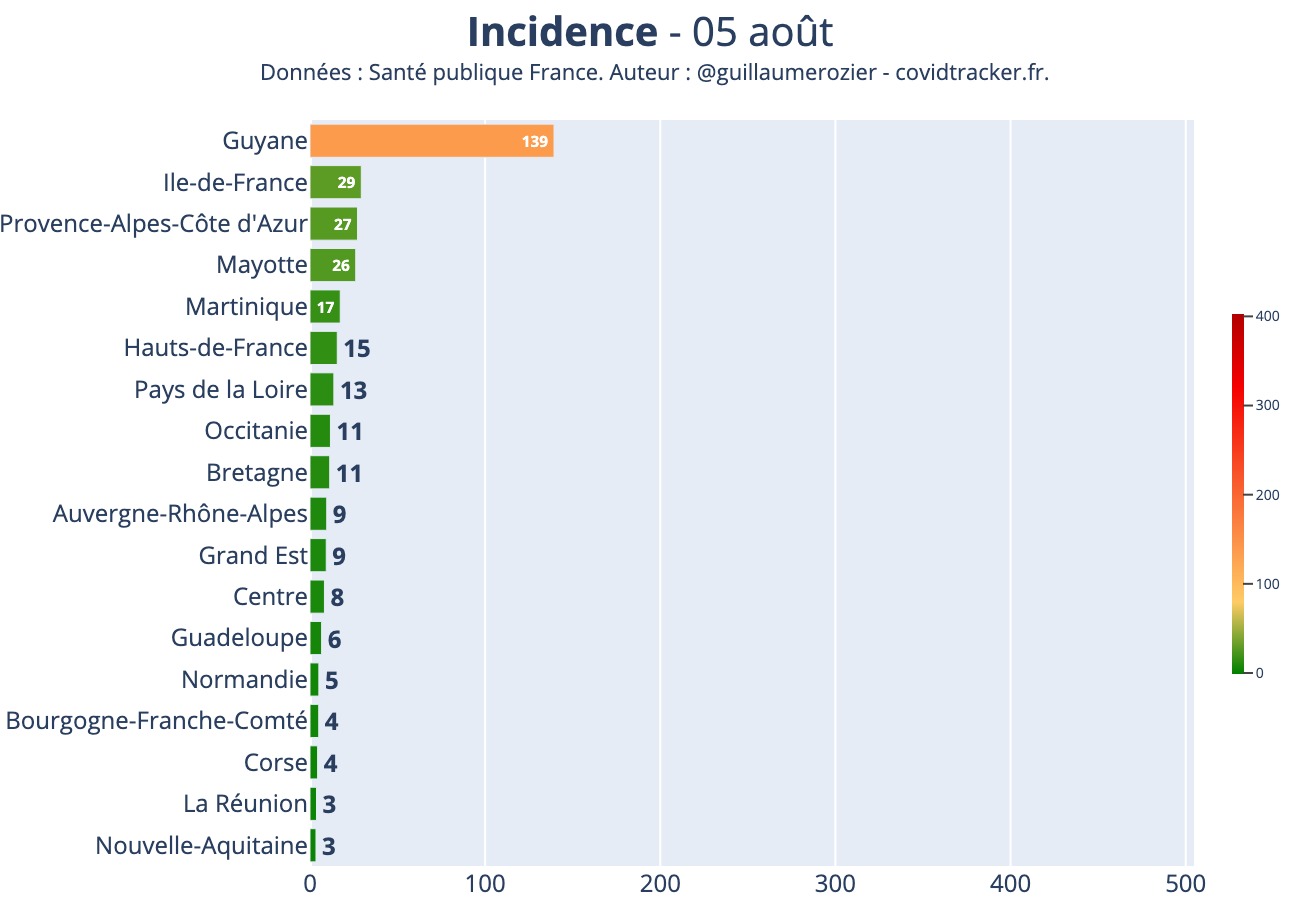 Incidence - 05 août
Données : Santé publique France. Auteur : @guillaumerozier - covidtracker.fr.
Guyane 139
Ile-de-France 29
Provence-Alpes-Côte d'Azur 27
Mayotte 26
Martinique 17
Hauts-de-France 15
Pays de la Loire 13
Occitanie 11
Bretagne 11
Auvergne-Rhône-Alpes 9
Grand Est 9
Centre 8
Guadeloupe 6
Normandie 5
Bourgogne-Franche-Comté 4
Corse 4
La Réunion 3
Nouvelle-Aquitaine 3
0 100 200 300 400 500
400
300
200
100
0